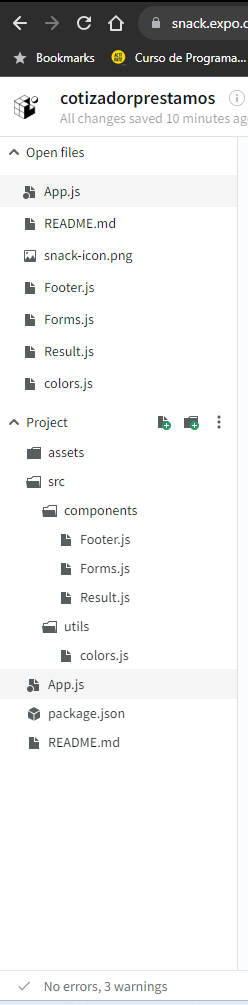 snack.expo.c
Bookmarks
Curso de Programa...
cotizadorprestamos
All changes saved 10 minutes ag
Open files
App.js
README.md
snack-icon.png
Footer.js
Forms.js
Result.js
colors.js
Project
assets
src
components
Footer.js
Forms.js
Result.js
utils
colors.js
App.js
package.json
README.md
No errors, 3 warnings